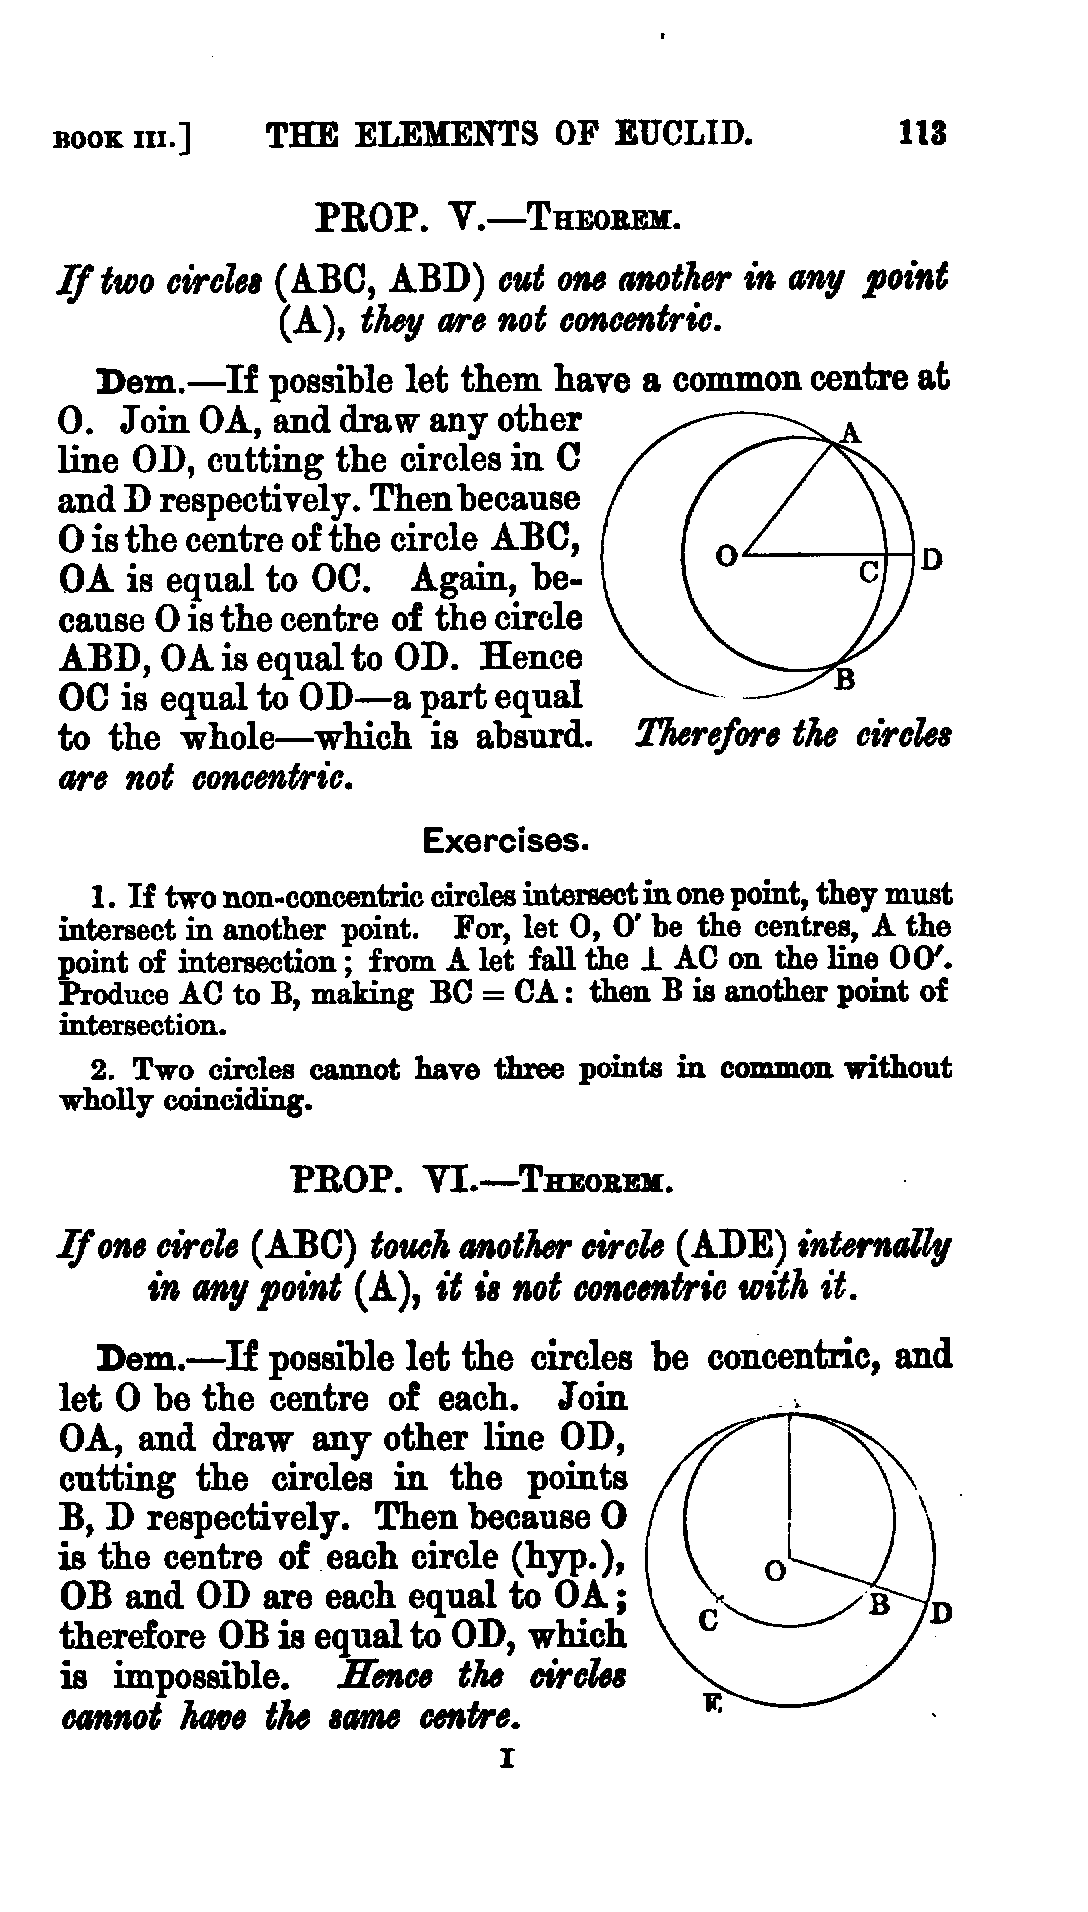 BOOK III.] THE ELEMENTS OF EUCLID. 113
PROP. V.—THEOREM.
If two circles (ABC, ABD) cut one another in any point
(A), they are not concentric.
Dem.—If possible let them have a common centre at
O. Join OA, and draw any other
line OD, cutting the circles in C
and D respectively. Then because
O is the centre of the circle ABC,
OA is equal to OC. Again, be-
cause O is the centre of the circle
ABD, OA is equal to OD. Hence
OC is equal to OD—a part equal
to the whole—which is absurd. Therefore the circles
are not concentric.
A
O
C
D
B
Exercises.
1. If two non-concentric circles intersect in one point, they must
intersect in another point. For, let O, O′ be the centres, A the
point of intersection; from A let fall the ⊥ AC on the line OO′.
Produce AC to B, making BC = CA: then B is another point of
intersection.
2. Two circles cannot have three points in common without
wholly coinciding.
PROP. VI.—THEOREM.
If one circle (ABC) touch another circle (ADE) internally
in any point (A), it is not concentric with it.
Dem.—If possible let the circles be concentric, and
let O be the centre of each. Join
OA, and draw any other line OD,
cutting the circles in the points
B, D respectively. Then because O
is the centre of each circle (hyp.),
OB and OD are each equal to OA;
therefore OB is equal to OD, which
is impossible. Hence the circles
cannot have the same centre.
O
B
D
C
E
I